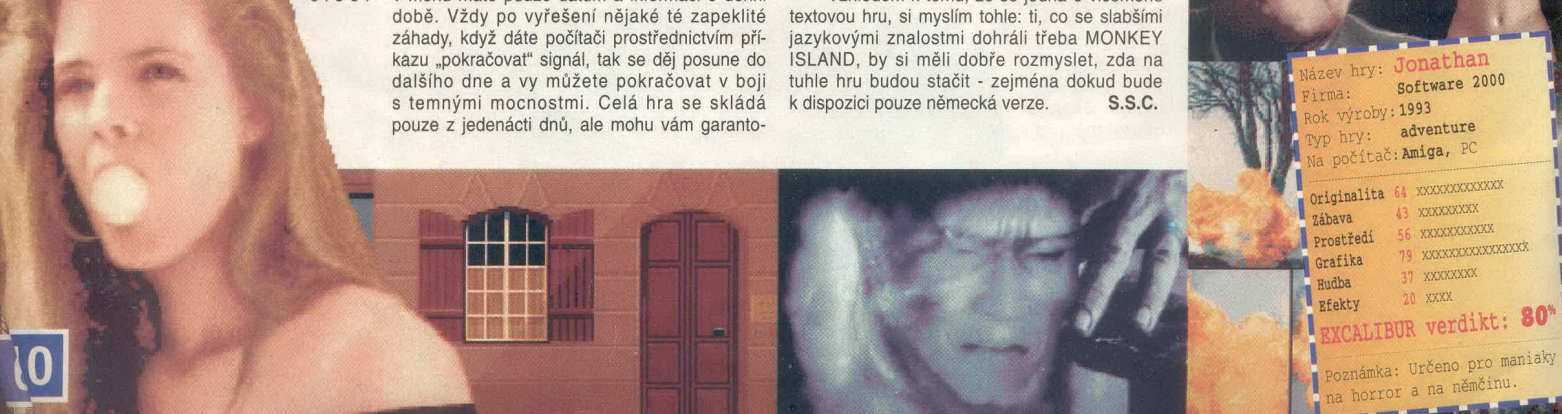 době. Vždy po vyřešení nějaké té zapeklité
záhady, když dáte počítači prostřednictvím pří-
kazu „pokračovat“ signál, tak se děj posune do
dalšího dne a vy můžete pokračovat v boji
s temnými mocnostmi. Celá hra se skládá
pouze z jedenácti dnů, ale mohu vám garanto-
textovou hru, si myslím tohle: ti, co se slabšími
jazykovými znalostmi dohráli třeba MONKEY
ISLAND, by si měli dobře rozmyslet, zda na
tuhle hru budou stačit - zejména dokud bude
k dispozici pouze německá verze. S.S.C.
Název hry: Jonathan
Firma: Software 2000
Rok výroby: 1993
Typ hry: adventure
Na počítač: Amiga, PC
Originalita 64 XXXXXXXXXXXXX
Zábava 43 XXXXXXXXX
Prostředí 56 XXXXXXXXXXX
Grafika 79 XXXXXXXXXXXXXXXX
Hudba 37 XXXXXXXX
Efekty 20 XXXX
EXCALIBUR verdikt: 80%
Poznámka: Určeno pro maniaky
na horror a na němčinu.